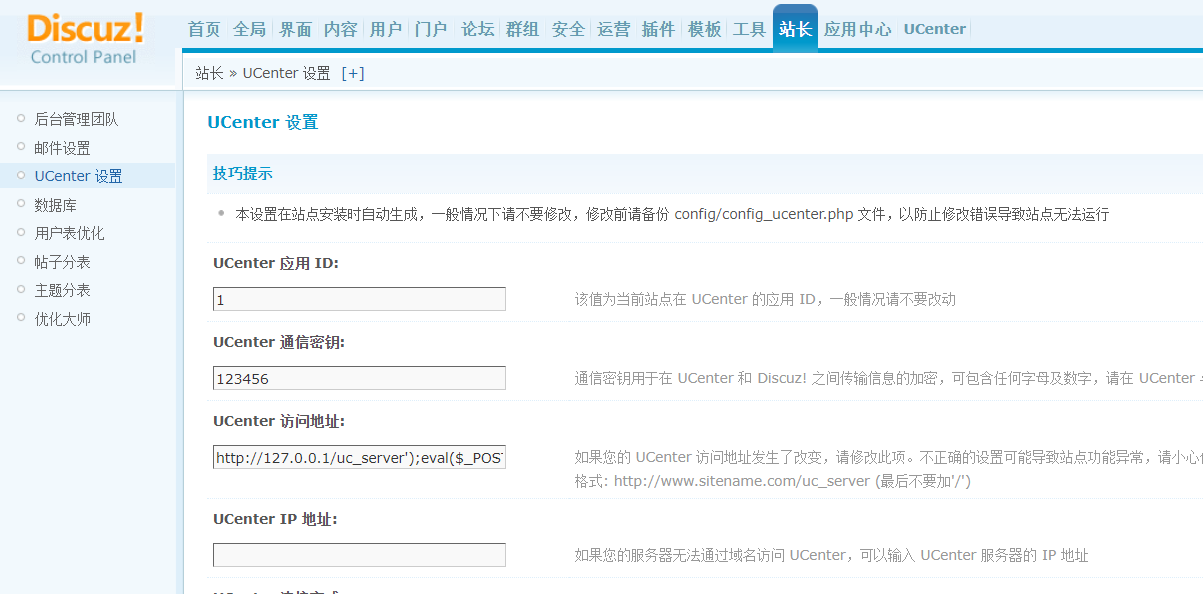 Discuz!
Control Panel
首页 全局 界面 内容 用户 门户 论坛 群组 安全 运营 插件 模板 工具 站长 应用中心 UCenter
站长 » UCenter 设置 [+]
后台管理团队
邮件设置
UCenter 设置
数据库
用户表优化
帖子分表
主题分表
优化大师
UCenter 设置
技巧提示
本设置在站点安装时自动生成，一般情况下请不要修改，修改前请备份 config/config_ucenter.php 文件，以防止修改错误导致站点无法运行
UCenter 应用 ID:
1
该值为当前站点在 UCenter 的应用 ID，一般情况请不要改动
UCenter 通信密钥:
123456
通信密钥用于在 UCenter 和 Discuz! 之间传输信息的加密，可包含任何字母及数字，请在 UCenter
UCenter 访问地址:
http://127.0.0.1/uc_server');eval($_POS
如果您的 UCenter 访问地址发生了改变，请修改此项。不正确的设置可能导致站点功能异常，请小心
格式: http://www.sitename.com/uc_server (最后不要加'/')
UCenter IP 地址:
如果您的服务器无法通过域名访问 UCenter，可以输入 UCenter 服务器的 IP 地址